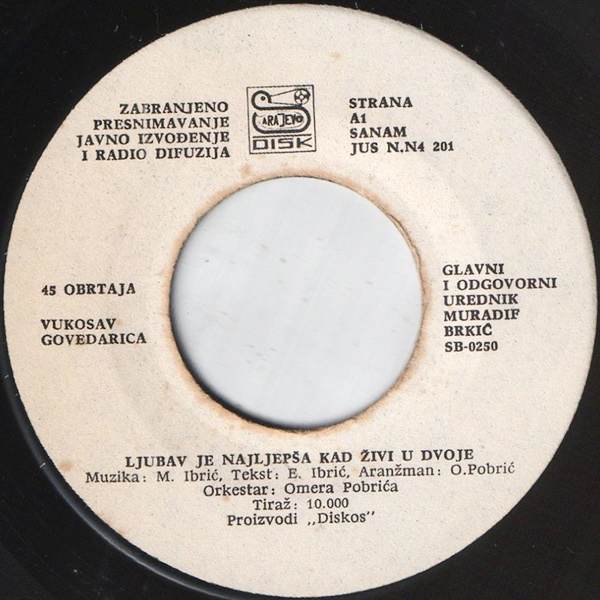 ZABRANJENO
PRESNIMAVANJE
JAVNO IZVOĐENJE
I RADIO DIFUZIJA
SARAJEVO
DISK
STRANA
A1
SANAM
JUS N.N4 201
45 OBRTAJA
VUKOSAV
GOVEDARICA
GLAVNI
I ODGOVORNI
UREDNIK
MURADIF
BRKIĆ
SB-0250
LJUBAV JE NAJLJEPŠA KAD ŽIVI U DVOJE
Muzika: M. Ibrić, Tekst: E. Ibrić, Aranžman: O.Pobrić
Orkestar: Omera Pobrića
Tiraž: 10.000
Proizvodi „Diskos”